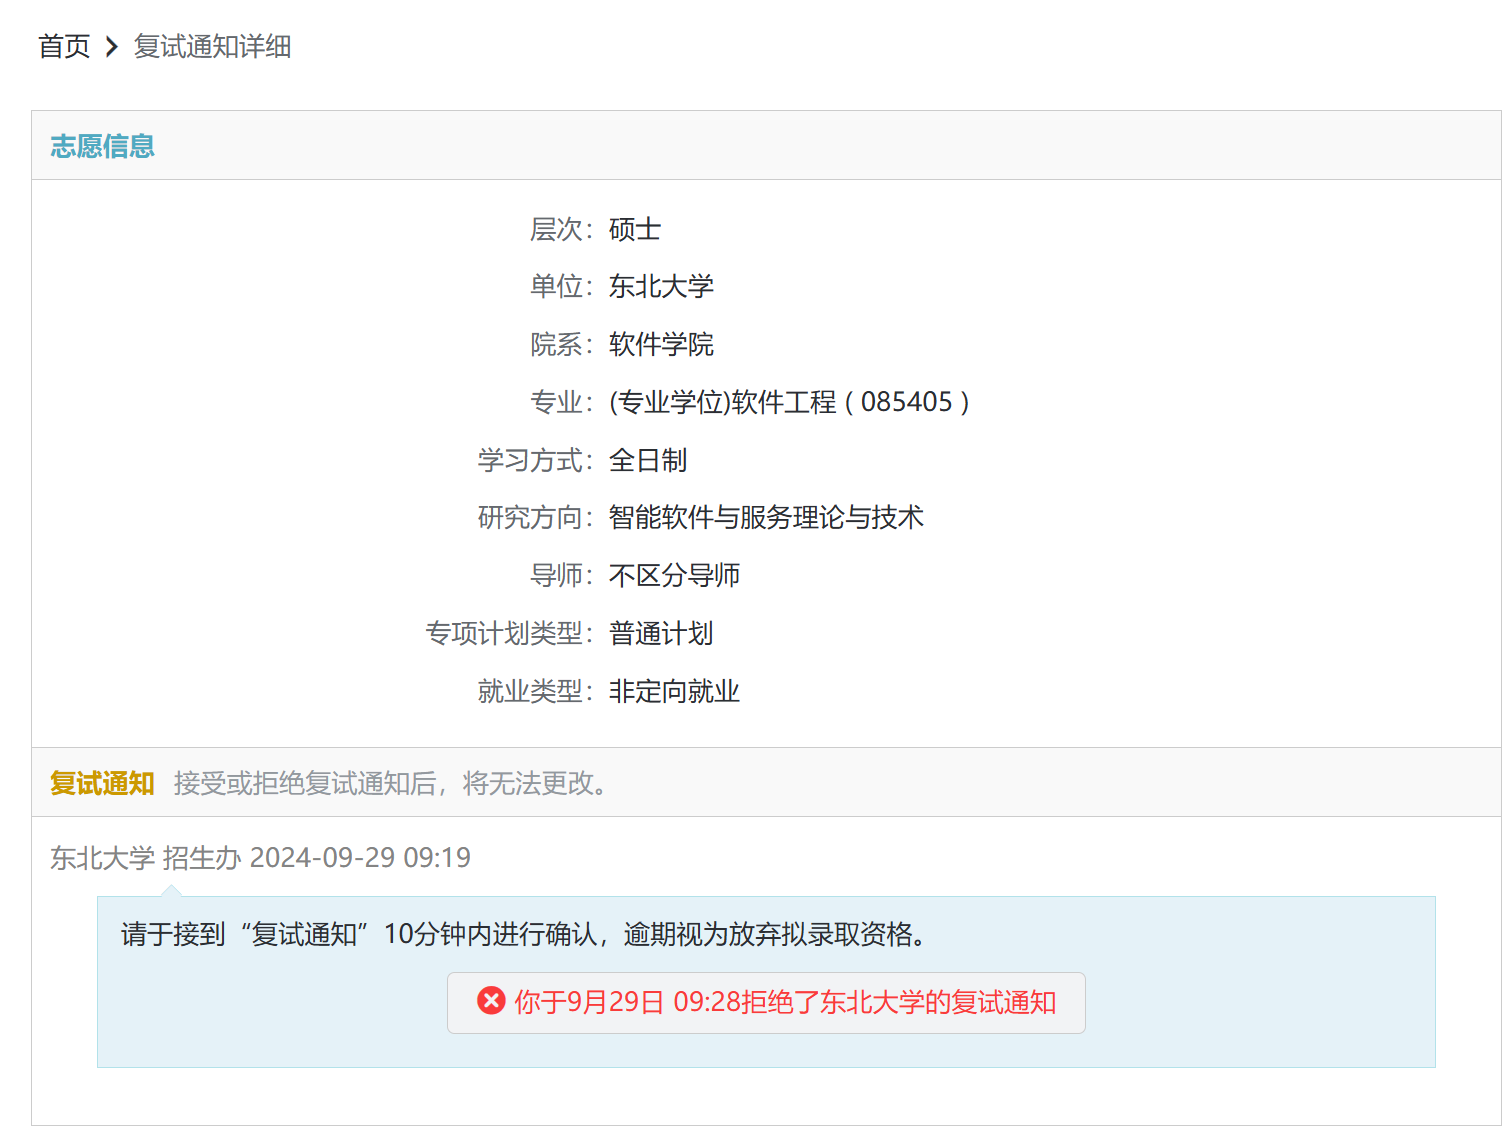 首页 复试通知详细
志愿信息
层次：硕士
单位：东北大学
院系：软件学院
专业：(专业学位)软件工程 ( 085405 )
学习方式：全日制
研究方向：智能软件与服务理论与技术
导师：不区分导师
专项计划类型：普通计划
就业类型：非定向就业
复试通知 接受或拒绝复试通知后，将无法更改。
东北大学 招生办 2024-09-29 09:19
请于接到“复试通知”10分钟内进行确认，逾期视为放弃拟录取资格。
你于9月29日 09:28拒绝了东北大学的复试通知